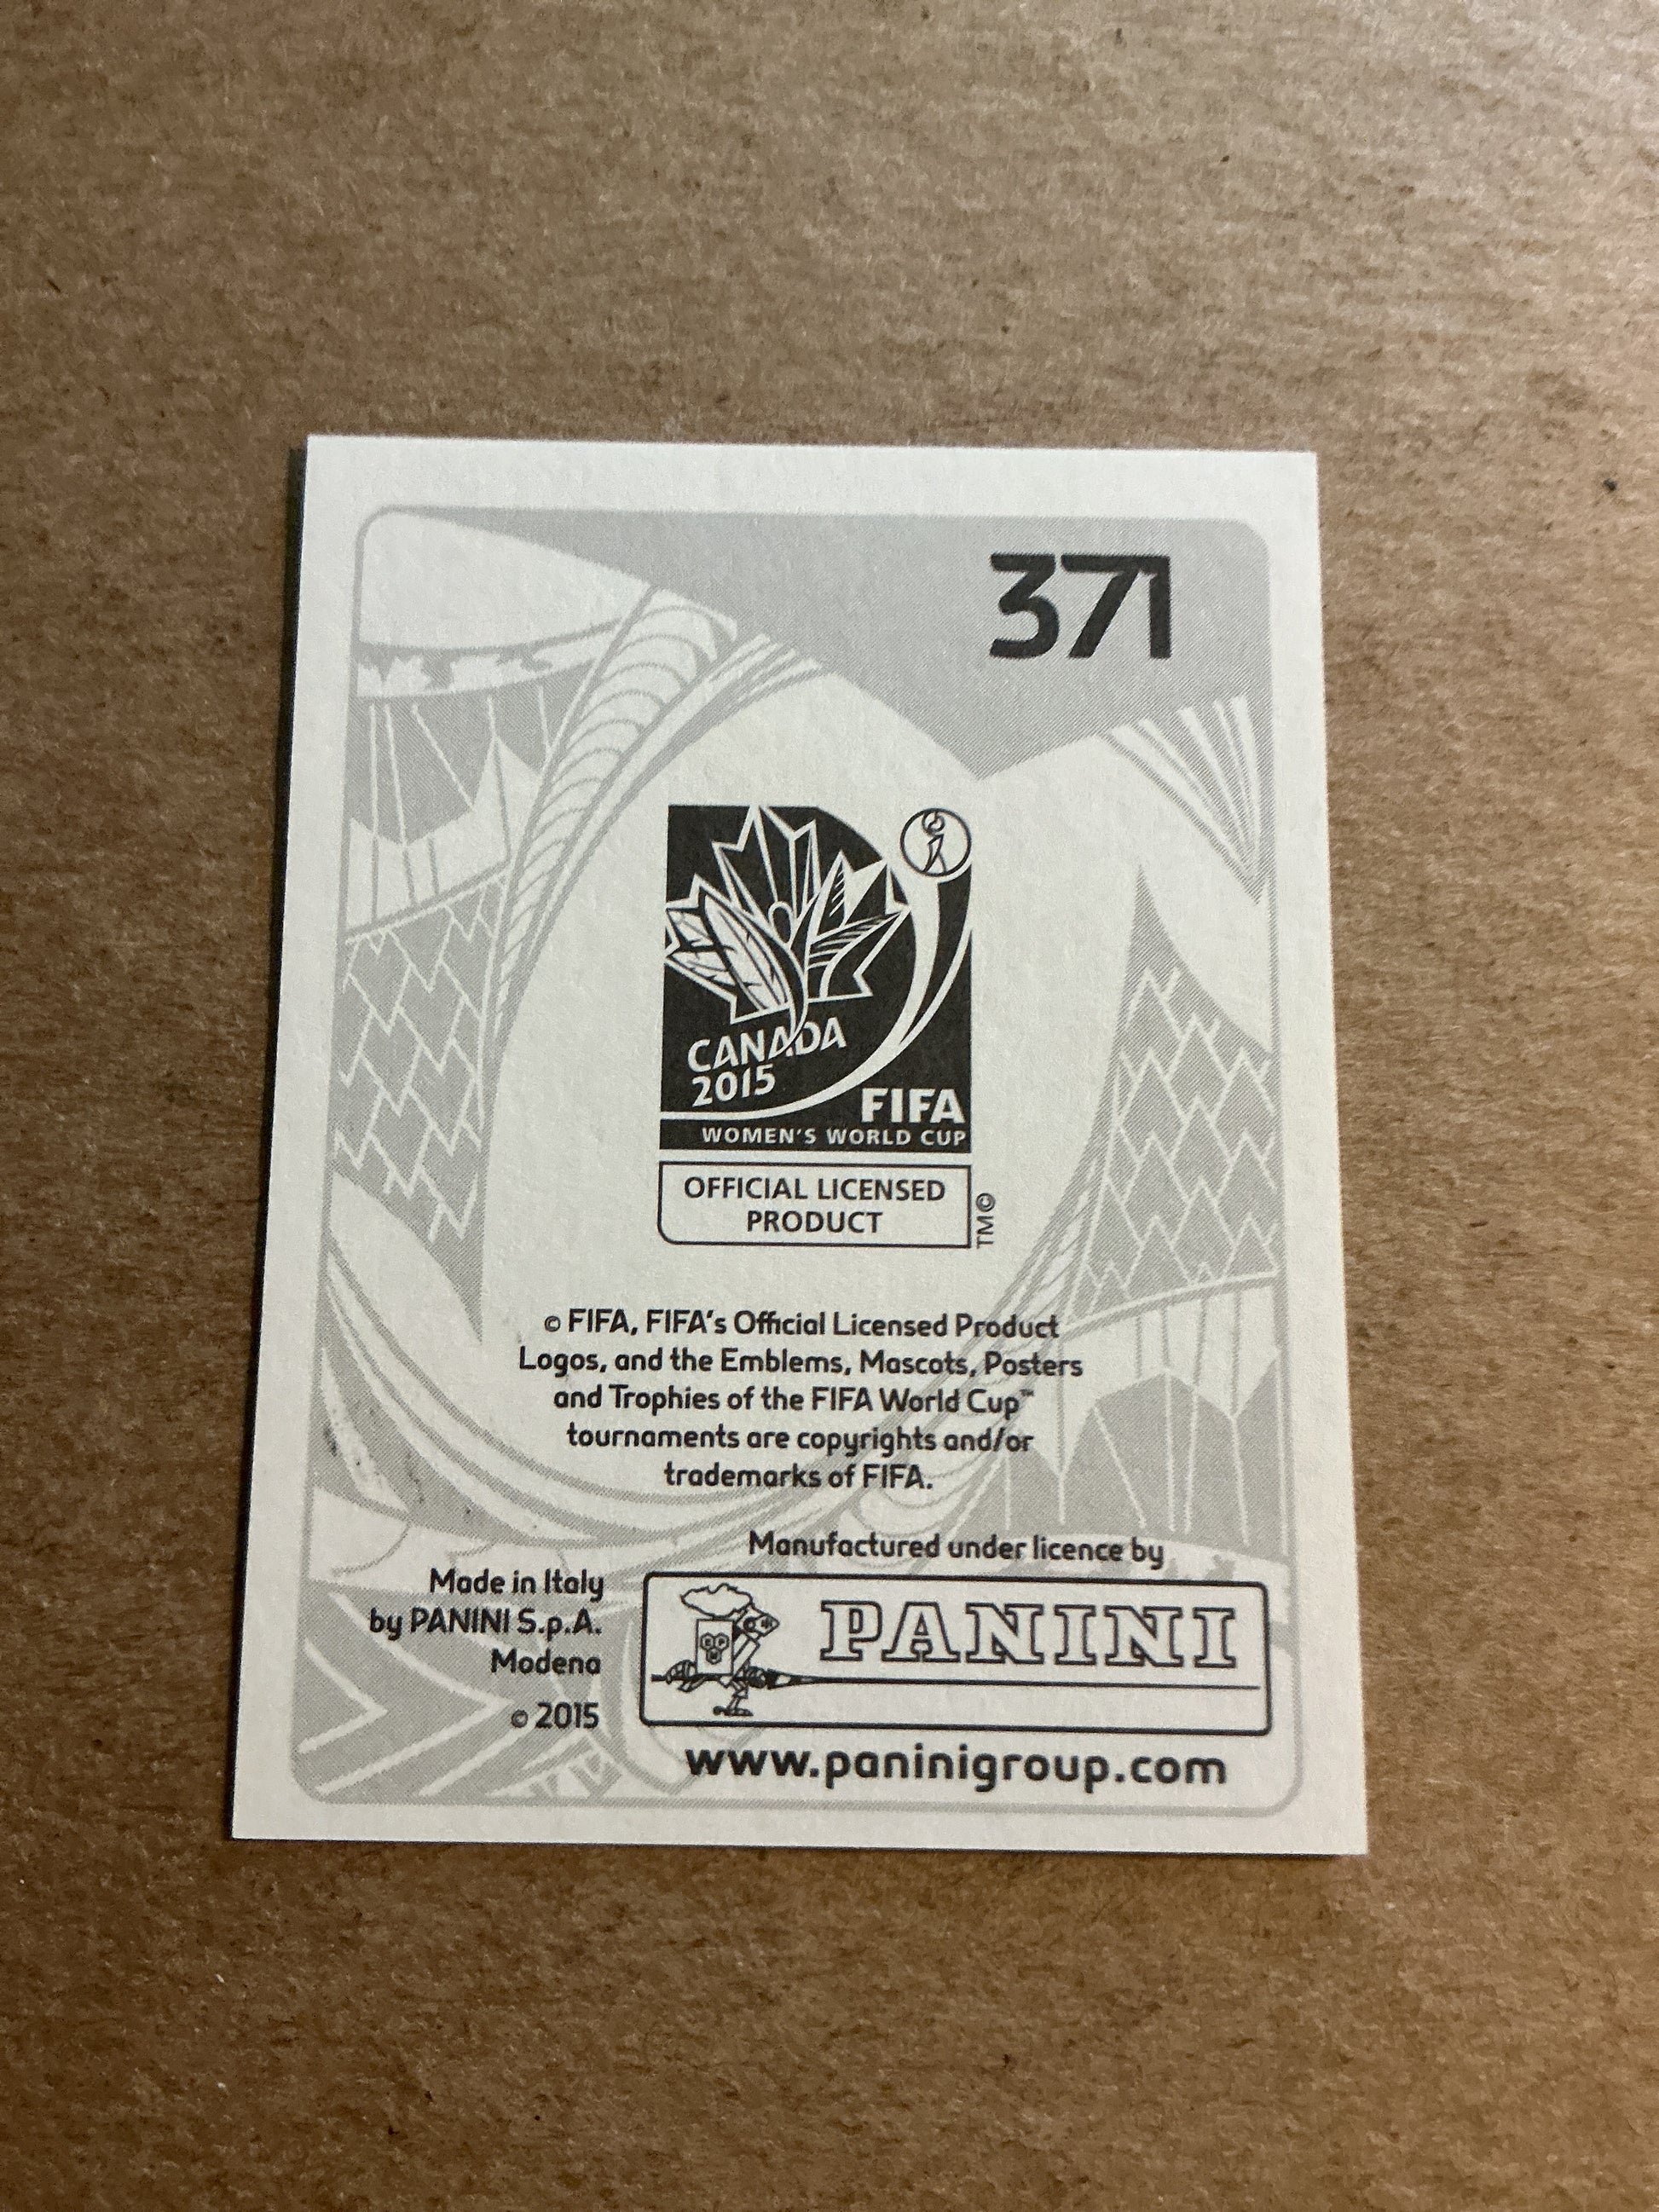 371
CANADA
2015
FIFA
WOMEN'S WORLD CUP
OFFICIAL LICENSED
PRODUCT
TM©
© FIFA, FIFA's Official Licensed Product
Logos, and the Emblems, Mascots, Posters
and Trophies of the FIFA World Cup™
tournaments are copyrights and/or
trademarks of FIFA.
Manufactured under licence by
Made in Italy
by PANINI S.p.A.
Modena
© 2015
PANINI
www.paninigroup.com